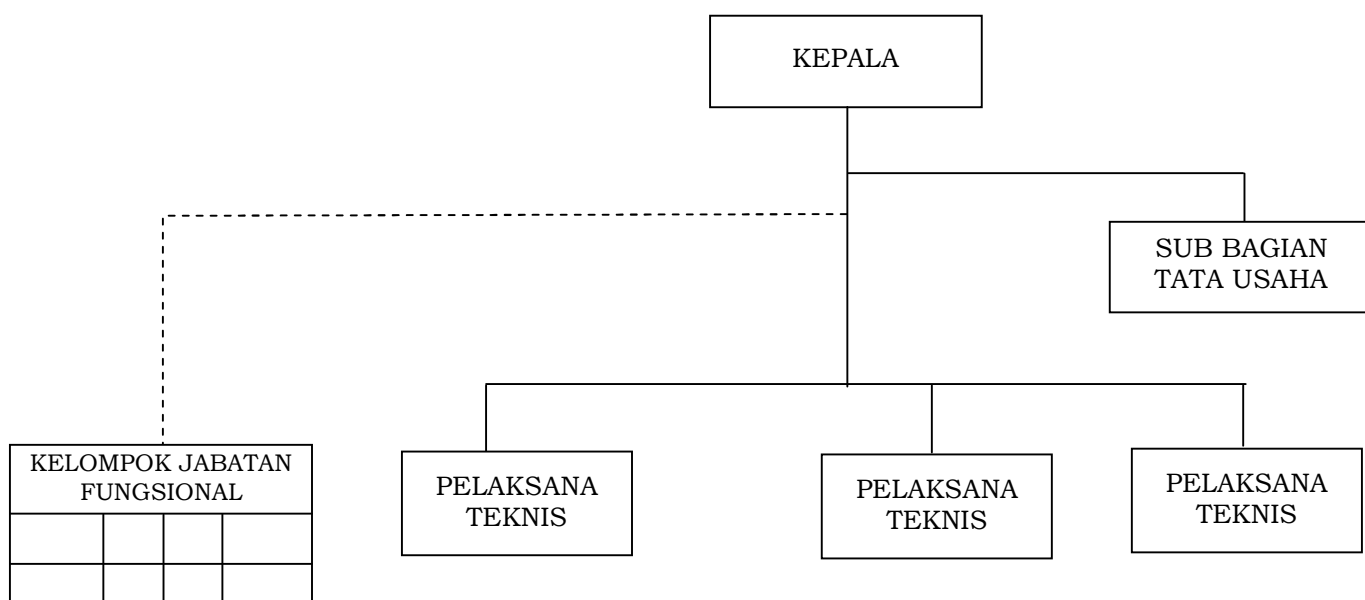 KEPALA
SUB BAGIAN
TATA USAHA
KELOMPOK JABATAN
FUNGSIONAL
PELAKSANA
TEKNIS
PELAKSANA
TEKNIS
PELAKSANA
TEKNIS